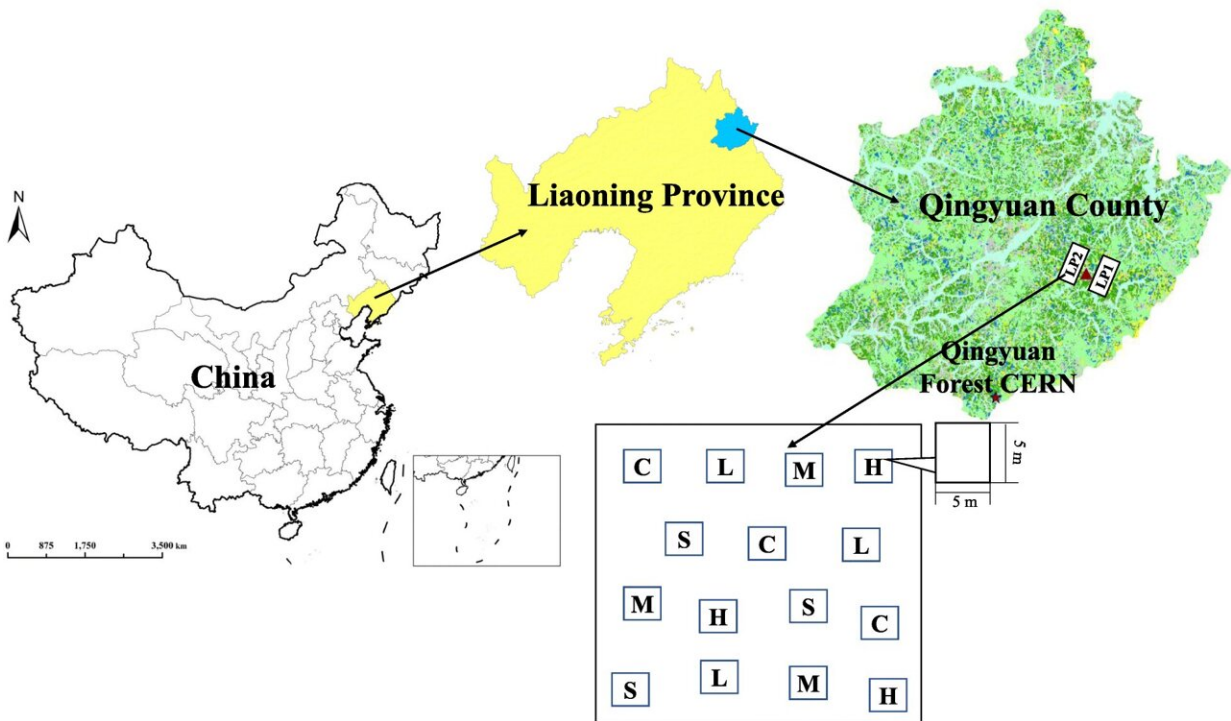 N
China
0 875 1,750 3,500 km
Liaoning Province
Qingyuan County
LP2
LP1
Qingyuan
Forest CERN
C L M H
5 m
5 m
S C L
M H S C
S L M H